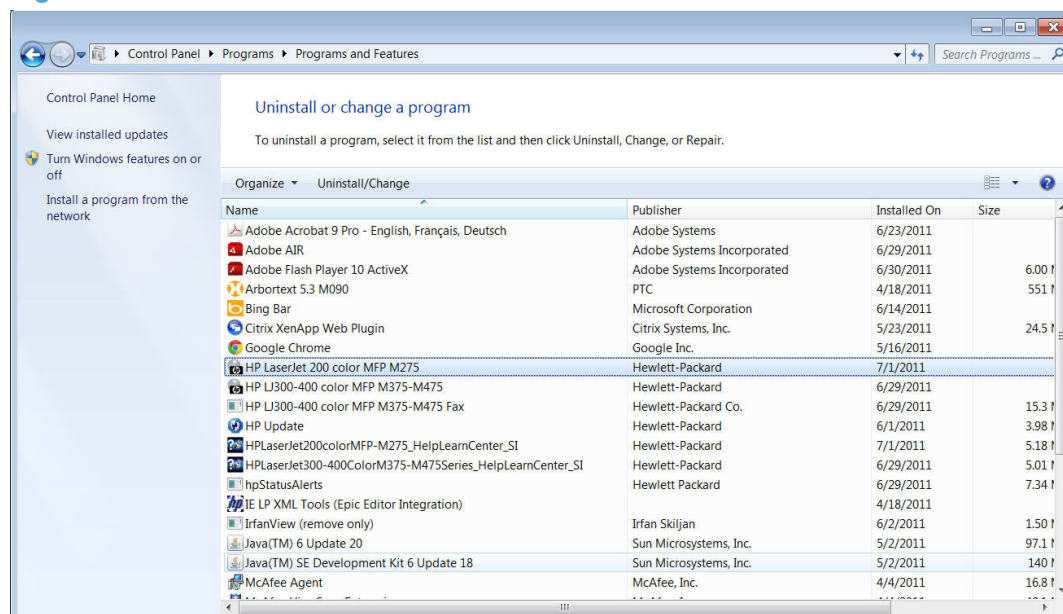 Control Panel Programs Programs and Features Search Programs ...
Control Panel Home
View installed updates
Turn Windows features on or
off
Install a program from the
network
Uninstall or change a program
To uninstall a program, select it from the list and then click Uninstall, Change, or Repair.
Organize Uninstall/Change
Name Publisher Installed On Size
Adobe Acrobat 9 Pro - English, Français, Deutsch Adobe Systems 6/23/2011
Adobe AIR Adobe Systems Incorporated 6/29/2011
Adobe Flash Player 10 ActiveX Adobe Systems Incorporated 6/30/2011 6.00
Arbortext 5.3 M090 PTC 4/18/2011 551
Bing Bar Microsoft Corporation 6/14/2011
Citrix XenApp Web Plugin Citrix Systems, Inc. 5/23/2011 24.5
Google Chrome Google Inc. 5/16/2011
HP LaserJet 200 color MFP M275 Hewlett-Packard 7/1/2011
HP LJ300-400 color MFP M375-M475 Hewlett-Packard 6/29/2011
HP LJ300-400 color MFP M375-M475 Fax Hewlett-Packard Co. 6/29/2011 15.3
HP Update Hewlett-Packard 6/1/2011 3.98
HPLaserJet200colorMFP-M275_HelpLearnCenter_SI Hewlett-Packard 7/1/2011 5.18
HPLaserJet300-400ColorM375-M475Series_HelpLearnCenter_SI Hewlett-Packard 6/29/2011 5.01
hpStatusAlerts Hewlett Packard 6/29/2011 7.34
IE LP XML Tools (Epic Editor Integration) 4/18/2011
IrfanView (remove only) Irfan Skiljan 6/2/2011 1.50
Java(TM) 6 Update 20 Sun Microsystems, Inc. 5/2/2011 97.1
Java(TM) SE Development Kit 6 Update 18 Sun Microsystems, Inc. 5/2/2011 140
McAfee Agent McAfee, Inc. 4/4/2011 16.8